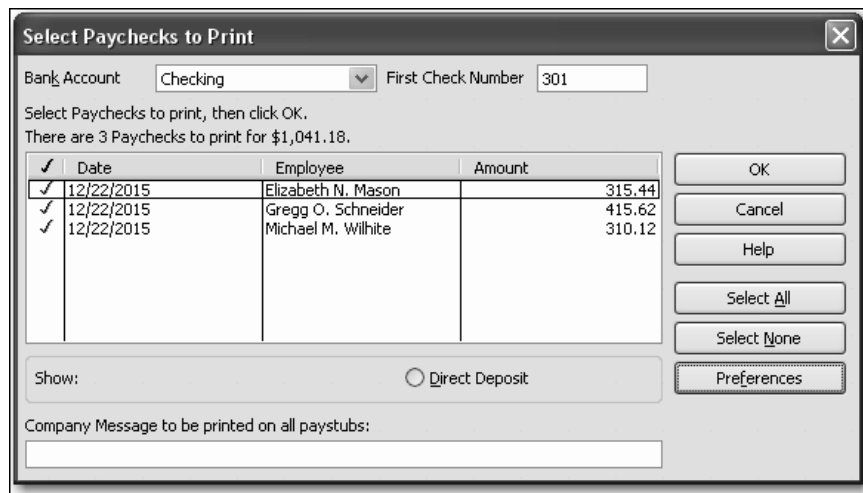 Select Paychecks to Print
Bank Account Checking First Check Number 301
Select Paychecks to print, then click OK.
There are 3 Paychecks to print for $1,041.18.
✓ Date Employee Amount
✓ 12/22/2015 Elizabeth N. Mason 315.44
✓ 12/22/2015 Gregg O. Schneider 415.62
✓ 12/22/2015 Michael M. Wilhite 310.12
OK
Cancel
Help
Select All
Select None
Preferences
Show: Direct Deposit
Company Message to be printed on all paystubs: